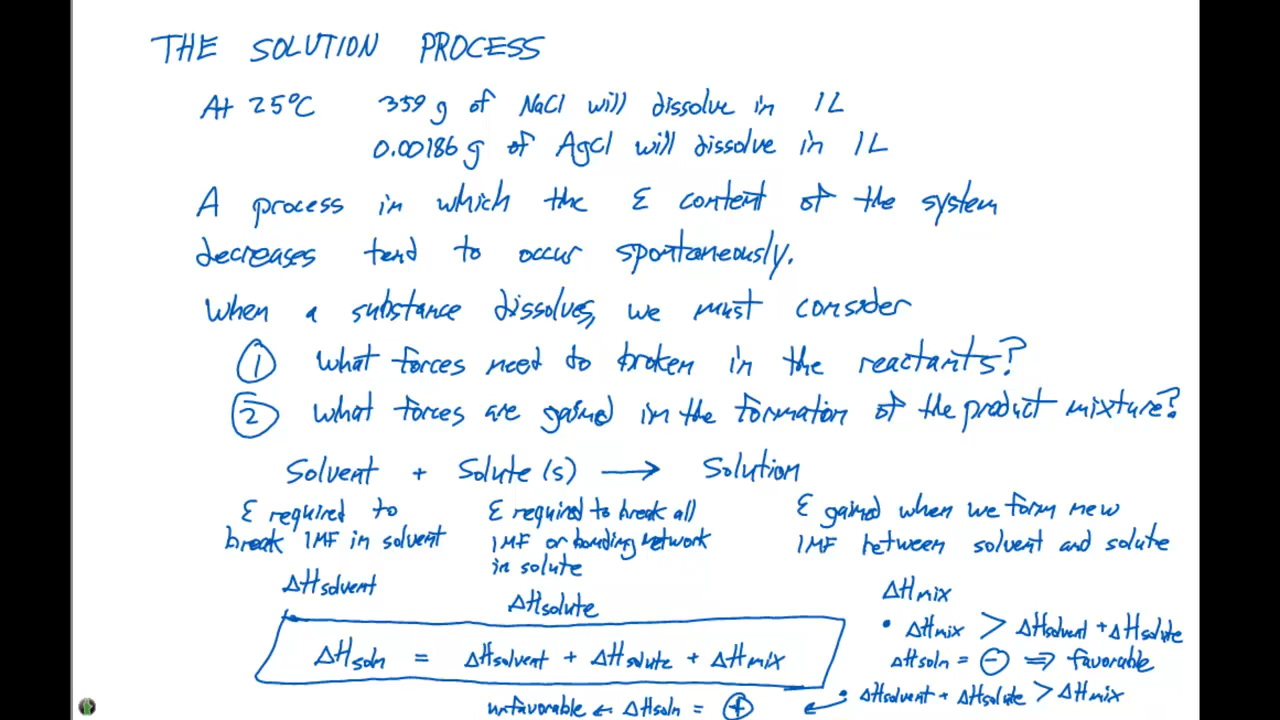 THE SOLUTION PROCESS
At 25°C 359 g of NaCl will dissolve in 1L
0.00186 g of AgCl will dissolve in 1L
A process in which the ε content of the system
decreases tend to occur spontaneously.
When a substance dissolves, we must consider
① What forces need to broken in the reactants?
② What forces are gained in the formation of the product mixture?
Solvent + Solute(s) → Solution
ε required to
break IMF in solvent
ΔHsolvent
ε required to break all
IMF or bonding network
in solute
ΔHsolute
ε gained when we form new
IMF between solvent and solute
ΔHmix
• ΔHmix > ΔHsolvent + ΔHsolute
ΔHsoln = ⊖ ⇒ favorable
• ΔHsolvent + ΔHsolute > ΔHmix
ΔHsoln = ΔHsolvent + ΔHsolute + ΔHmix
unfavorable ← ΔHsoln = ⊕ ←